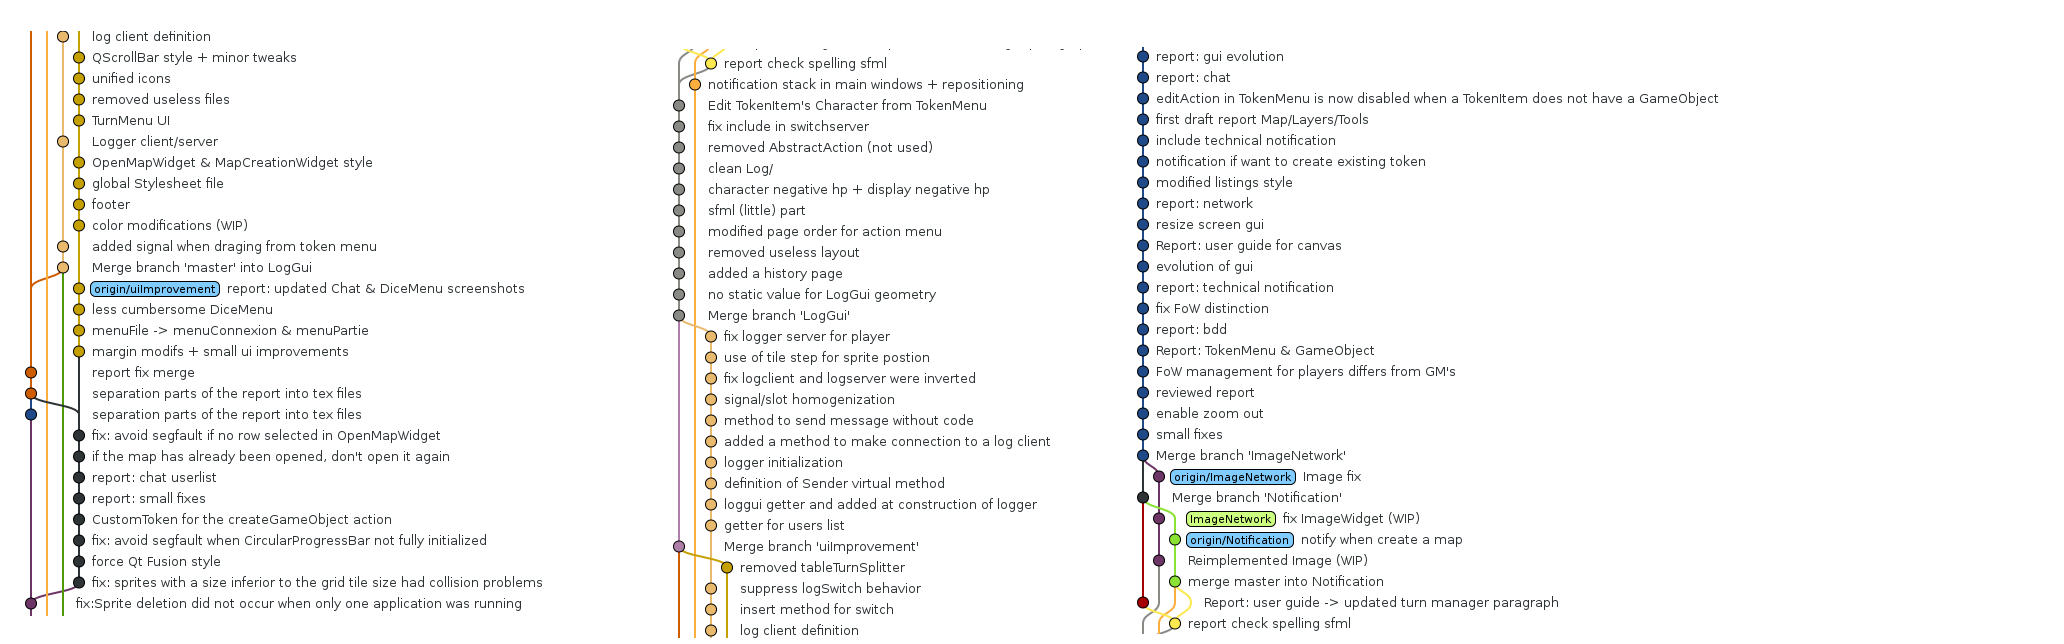 log client definition
QScrollBar style + minor tweaks
unified icons
removed useless files
TurnMenu UI
Logger client/server
OpenMapWidget & MapCreationWidget style
global Stylesheet file
footer
color modifications (WIP)
added signal when draging from token menu
Merge branch 'master' into LogGui
origin/uiImprovement report: updated Chat & DiceMenu screenshots
less cumbersome DiceMenu
menuFile -> menuConnexion & menuPartie
margin modifs + small ui improvements
report fix merge
separation parts of the report into tex files
separation parts of the report into tex files
fix: avoid segfault if no row selected in OpenMapWidget
if the map has already been opened, don't open it again
report: chat userlist
report: small fixes
CustomToken for the createGameObject action
fix: avoid segfault when CircularProgressBar not fully initialized
force Qt Fusion style
fix: sprites with a size inferior to the grid tile size had collision problems
fix:Sprite deletion did not occur when only one application was running
report check spelling sfml
notification stack in main windows + repositioning
Edit TokenItem's Character from TokenMenu
fix include in switchserver
removed AbstractAction (not used)
clean Log/
character negative hp + display negative hp
sfml (little) part
modified page order for action menu
removed useless layout
added a history page
no static value for LogGui geometry
Merge branch 'LogGui'
fix logger server for player
use of tile step for sprite postion
fix logclient and logserver were inverted
signal/slot homogenization
method to send message without code
added a method to make connection to a log client
logger initialization
definition of Sender virtual method
loggui getter and added at construction of logger
getter for users list
Merge branch 'uiImprovement'
removed tableTurnSplitter
suppress logSwitch behavior
insert method for switch
log client definition
report: gui evolution
report: chat
editAction in TokenMenu is now disabled when a TokenItem does not have a GameObject
first draft report Map/Layers/Tools
include technical notification
notification if want to create existing token
modified listings style
report: network
resize screen gui
Report: user guide for canvas
evolution of gui
report: technical notification
fix FoW distinction
report: bdd
Report: TokenMenu & GameObject
FoW management for players differs from GM's
reviewed report
enable zoom out
small fixes
Merge branch 'ImageNetwork'
origin/ImageNetwork Image fix
Merge branch 'Notification'
ImageNetwork fix ImageWidget (WIP)
origin/Notification notify when create a map
Reimplemented Image (WIP)
merge master into Notification
Report: user guide -> updated turn manager paragraph
report check spelling sfml